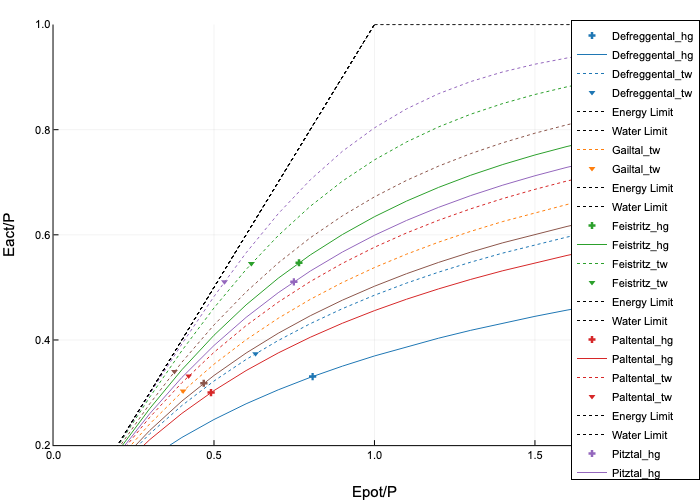 1.0
0.8
0.6
0.4
0.2
Eact/P
0.0
0.5
1.0
1.5
Epot/P
Defreggental_hg
Defreggental_hg
Defreggental_tw
Defreggental_tw
Energy Limit
Water Limit
Gailtal_tw
Gailtal_tw
Energy Limit
Water Limit
Feistritz_hg
Feistritz_hg
Feistritz_tw
Feistritz_tw
Energy Limit
Water Limit
Paltental_hg
Paltental_hg
Paltental_tw
Paltental_tw
Energy Limit
Water Limit
Pitztal_hg
Pitztal_hg